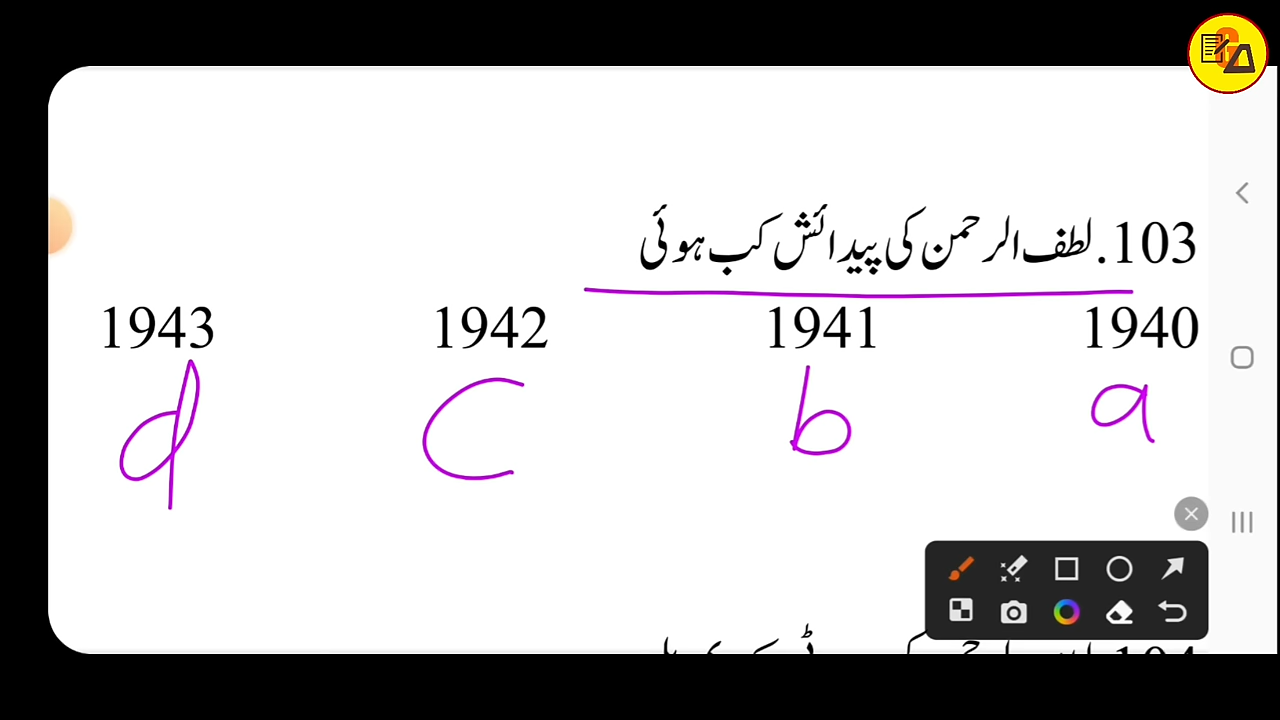 103.لطف الرحمن کی پیدائش کب ہوئی
1940 1941 1942 1943
a b c d